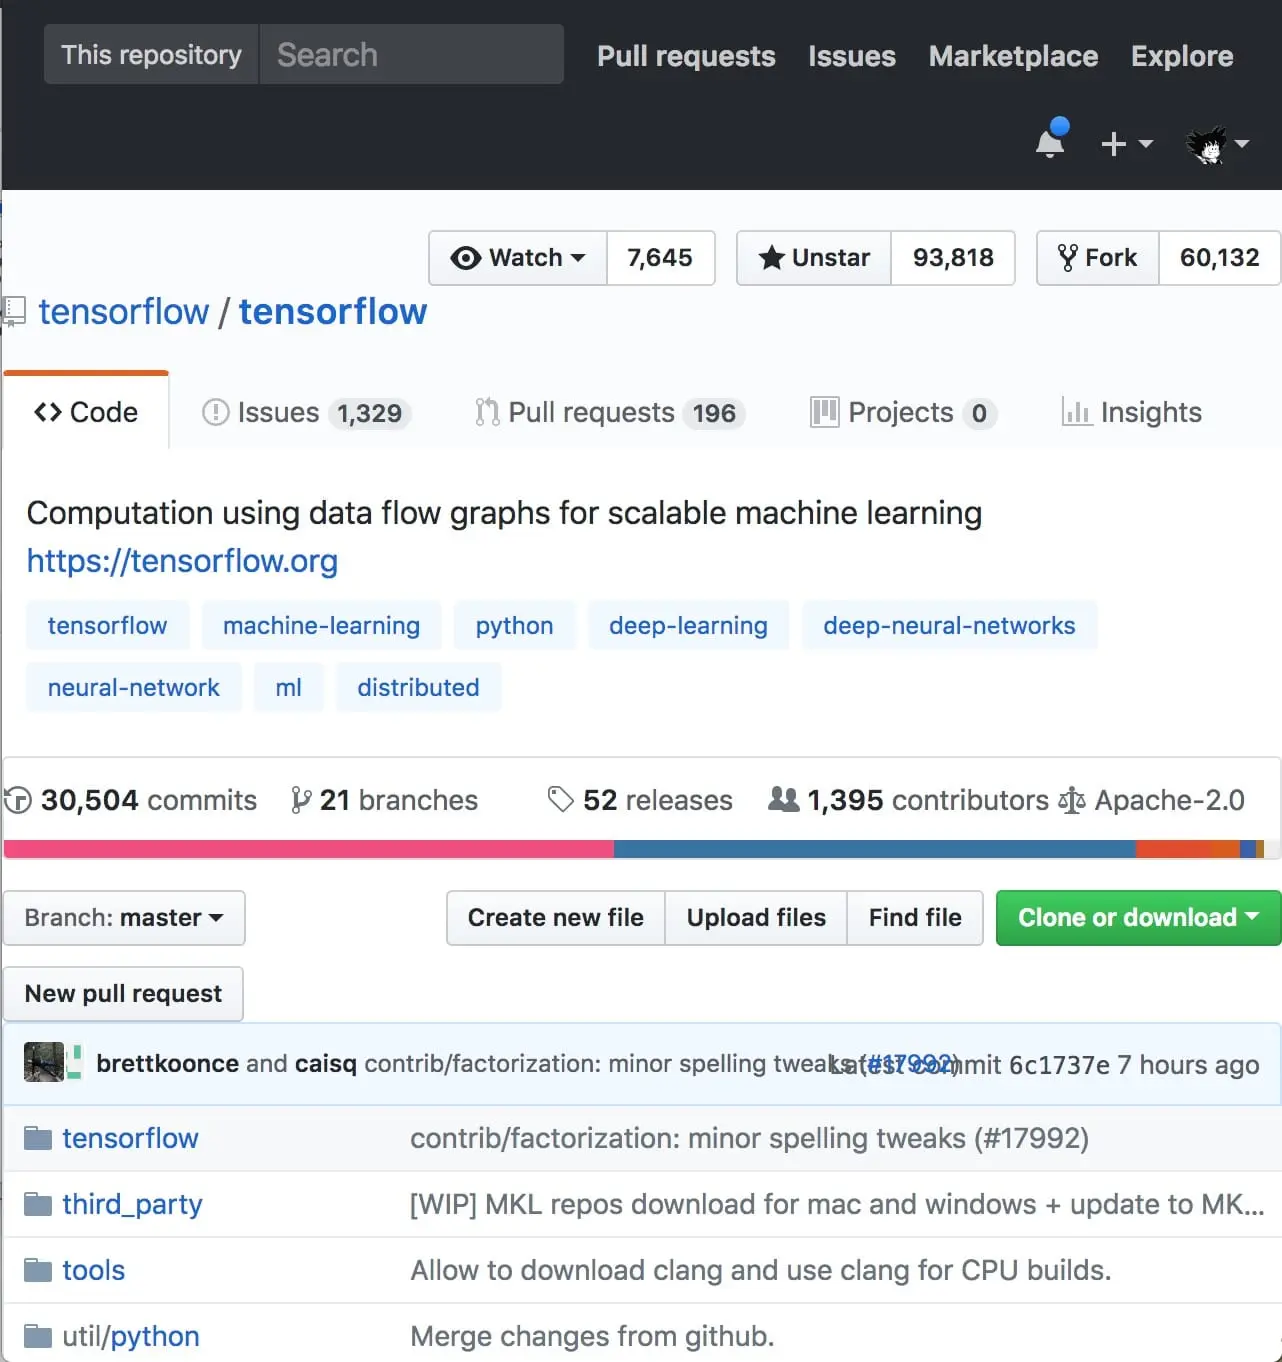 This repository Search Pull requests Issues Marketplace Explore
Watch 7,645 Unstar 93,818 Fork 60,132
tensorflow / tensorflow
<> Code Issues 1,329 Pull requests 196 Projects 0 Insights
Computation using data flow graphs for scalable machine learning
https://tensorflow.org
tensorflow machine-learning python deep-learning deep-neural-networks
neural-network ml distributed
30,504 commits 21 branches 52 releases 1,395 contributors Apache-2.0
Branch: master Create new file Upload files Find file Clone or download
New pull request
brettkoonce and caisq contrib/factorization: minor spelling tweaks (#17992) Latest commit 6c1737e 7 hours ago
tensorflow contrib/factorization: minor spelling tweaks (#17992)
third_party [WIP] MKL repos download for mac and windows + update to MK...
tools Allow to download clang and use clang for CPU builds.
util/python Merge changes from github.